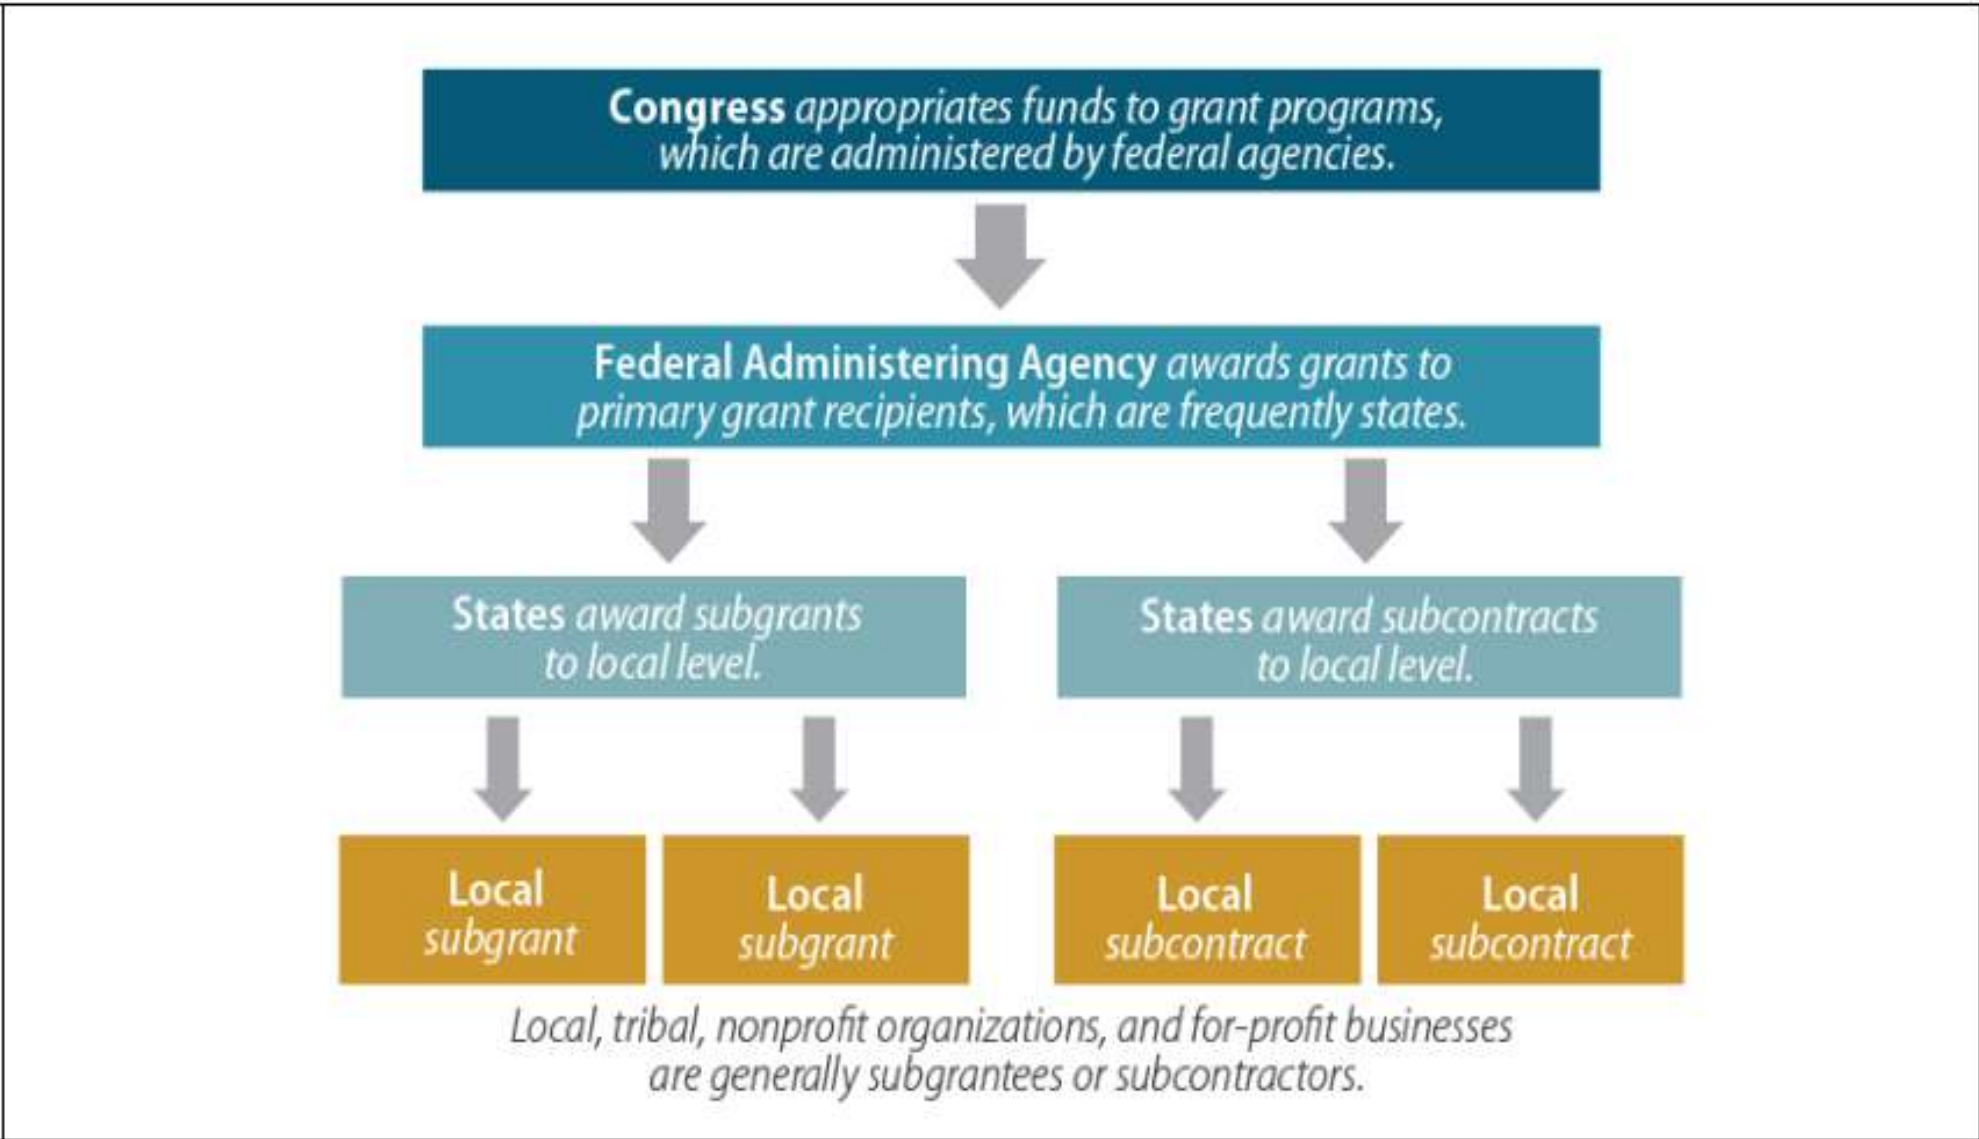 Congress appropriates funds to grant programs,
which are administered by federal agencies.
Federal Administering Agency awards grants to
primary grant recipients, which are frequently states.
States award subgrants
to local level.
States award subcontracts
to local level.
Local
subgrant
Local
subgrant
Local
subcontract
Local
subcontract
Local, tribal, nonprofit organizations, and for-profit businesses
are generally subgrantees or subcontractors.